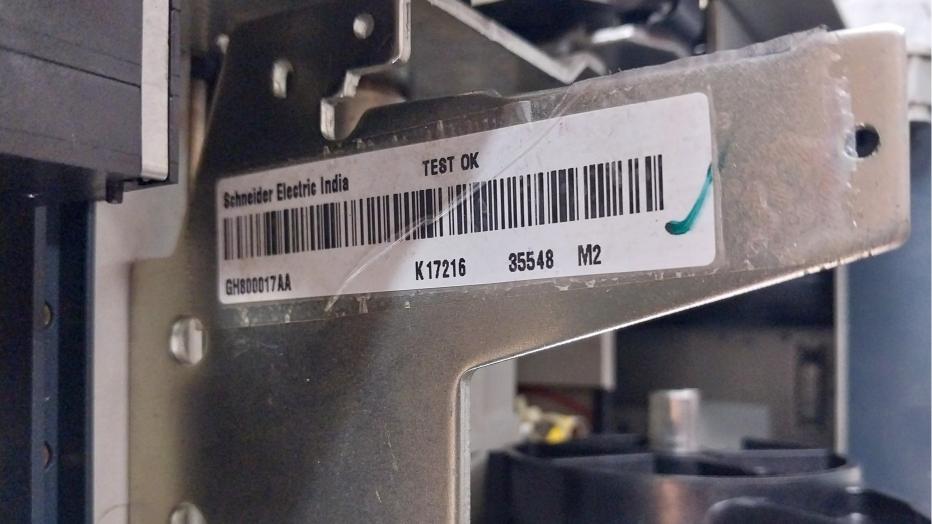 TEST OK
Schneider Electric India
GH800017AA K17216 35548 M2